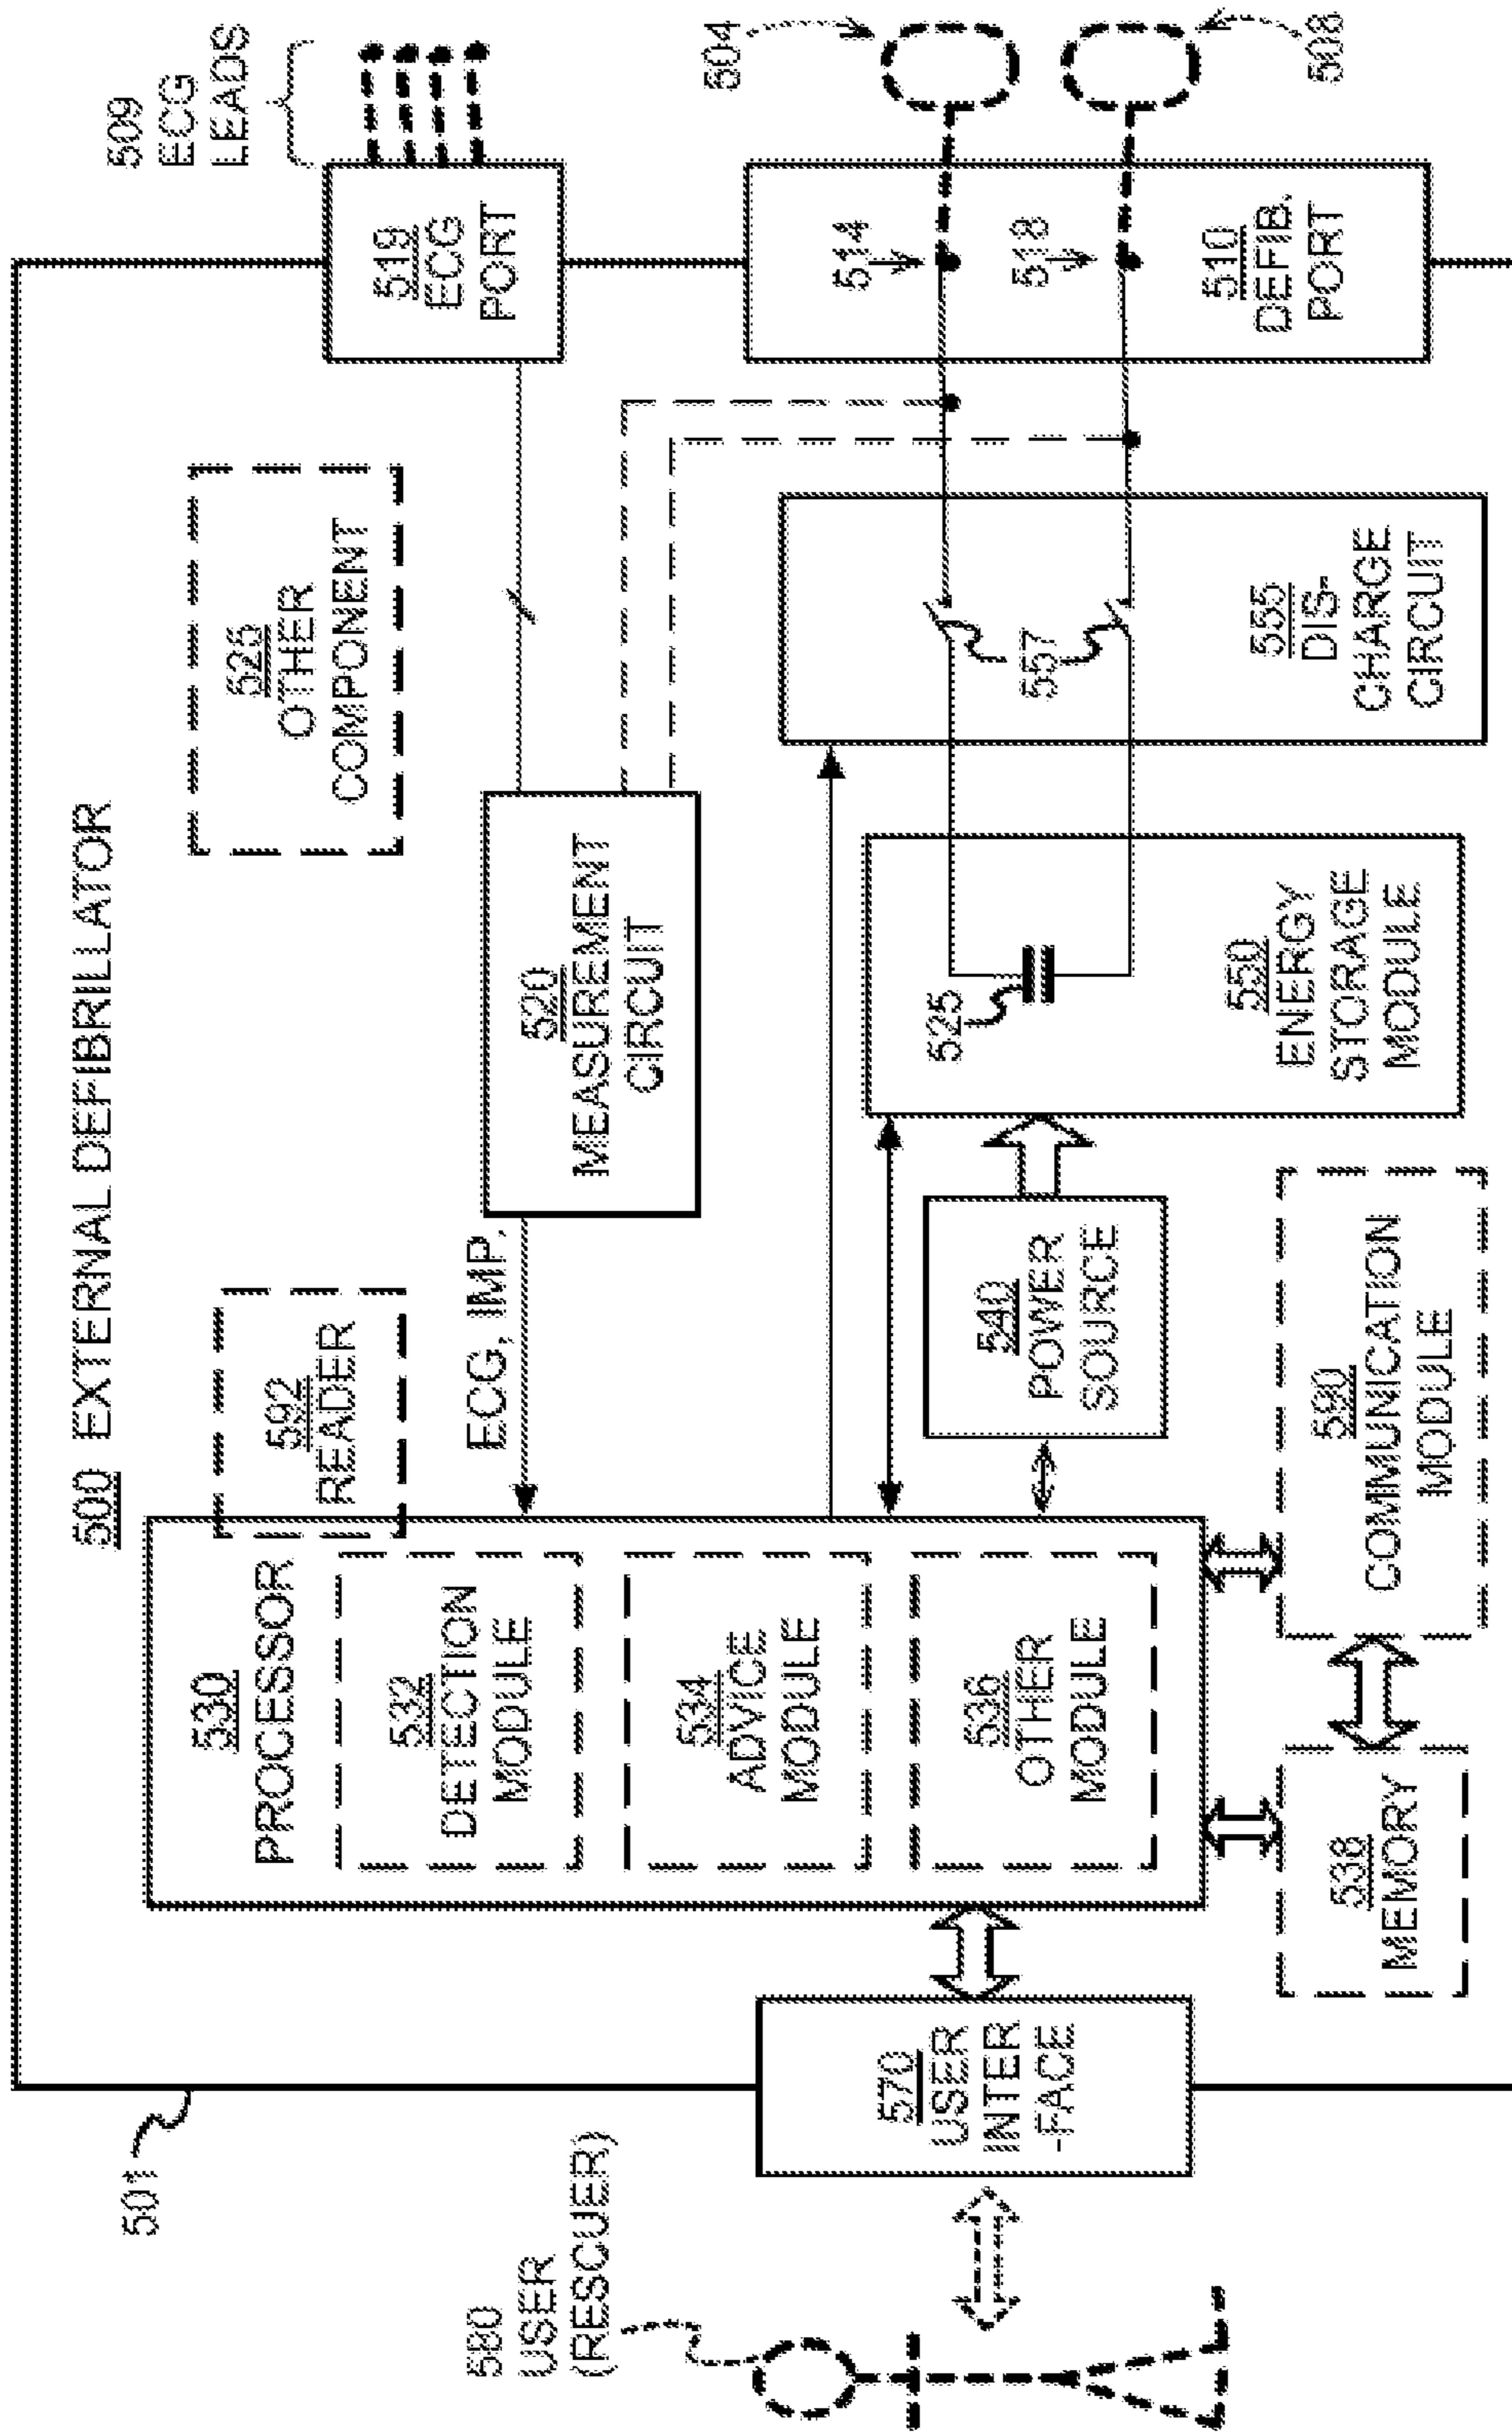 500 EXTERNAL DEFIBRILLATOR
501
509
ECG
LEADS
519
ECG
PORT
592
READER
525
OTHER
COMPONENT
530
PROCESSOR
532
DETECTION
MODULE
534
ADVICE
MODULE
536
OTHER
MODULE
ECG, IMP.
520
MEASUREMENT
CIRCUIT
504
508
514
518
510
DEFIB.
PORT
580
USER
(RESCUER)
570
USER
INTER
-FACE
540
POWER
SOURCE
525
550
ENERGY
STORAGE
MODULE
557
555
DIS-
CHARGE
CIRCUIT
538
MEMORY
590
COMMUNICATION
MODULE